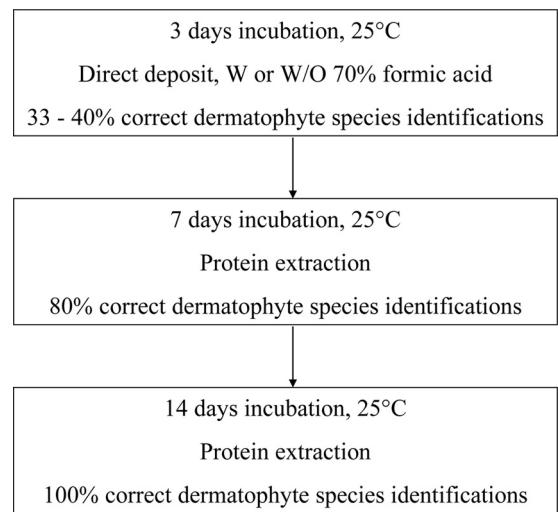 3 days incubation, 25°C
Direct deposit, W or W/O 70% formic acid
33 - 40% correct dermatophyte species identifications
7 days incubation, 25°C
Protein extraction
80% correct dermatophyte species identifications
14 days incubation, 25°C
Protein extraction
100% correct dermatophyte species identifications